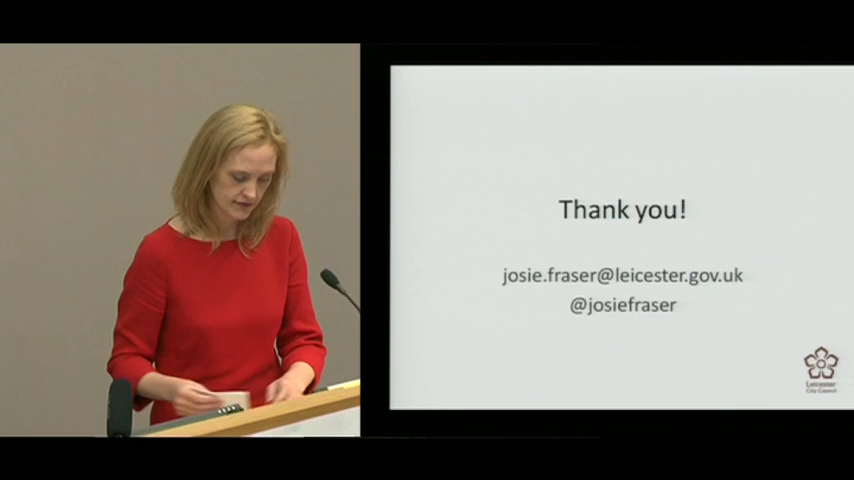 Thank you!
josie.fraser@leicester.gov.uk
@josiefraser
Leicester
City Council